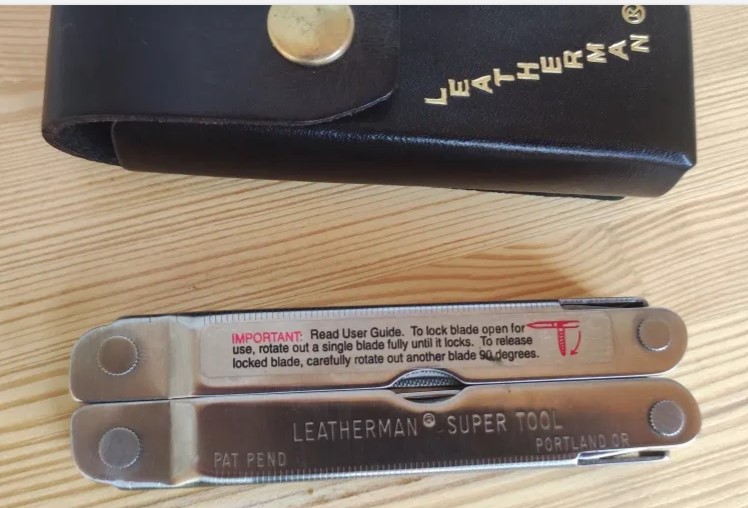 LEATHERMAN®
IMPORTANT: Read User Guide. To lock blade open for
use, rotate out a single blade fully until it locks. To release
locked blade, carefully rotate out another blade 90 degrees.
LEATHERMAN® SUPER TOOL
PAT PEND
PORTLAND OR